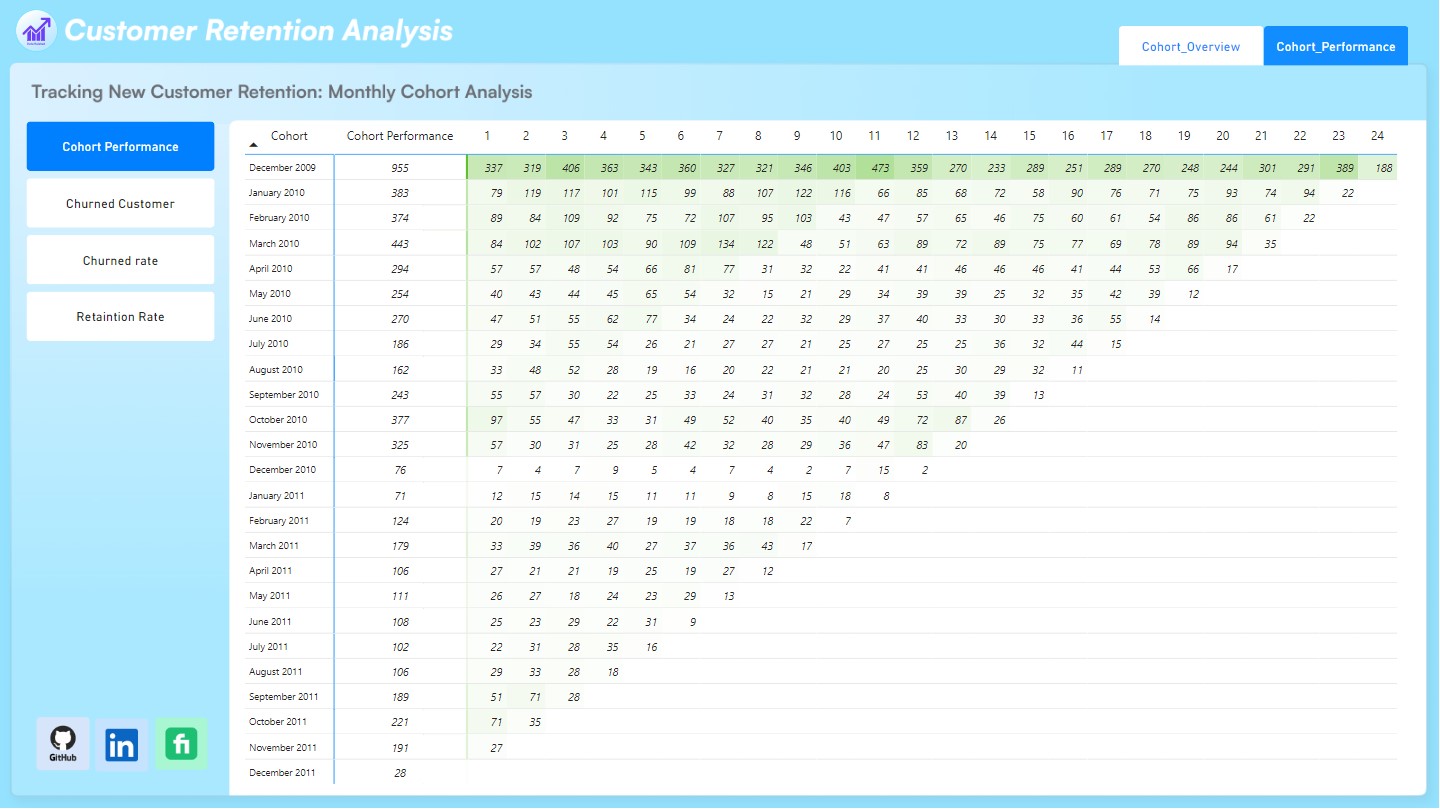 Customer Retention Analysis
Cohort_Overview
Cohort_Performance
Tracking New Customer Retention: Monthly Cohort Analysis
Cohort Performance
Churned Customer
Churned rate
Retaintion Rate
GitHub
in
fi
Cohort Cohort Performance 1 2 3 4 5 6 7 8 9 10 11 12 13 14 15 16 17 18 19 20 21 22 23 24
December 2009 955 337 319 406 363 343 360 327 321 346 403 473 359 270 233 289 251 289 270 248 244 301 291 389 188
January 2010 383 79 119 117 101 115 99 88 107 122 116 66 85 68 72 58 90 76 71 75 93 74 94 22
February 2010 374 89 84 109 92 75 72 107 95 103 43 47 57 65 46 75 60 61 54 86 86 61 22
March 2010 443 84 102 107 103 90 109 134 122 48 51 63 89 72 89 75 77 69 78 89 94 35
April 2010 294 57 57 48 54 66 81 77 31 32 22 41 41 46 46 46 41 44 53 66 17
May 2010 254 40 43 44 45 65 54 32 15 21 29 34 39 39 25 32 35 42 39 12
June 2010 270 47 51 55 62 77 34 24 22 32 29 37 40 33 30 33 36 55 14
July 2010 186 29 34 55 54 26 21 27 27 21 25 27 25 25 36 32 44 15
August 2010 162 33 48 52 28 19 16 20 22 21 21 20 25 30 29 32 11
September 2010 243 55 57 30 22 25 33 24 31 32 28 24 53 40 39 13
October 2010 377 97 55 47 33 31 49 52 40 35 40 49 72 87 26
November 2010 325 57 30 31 25 28 42 32 28 29 36 47 83 20
December 2010 76 7 4 7 9 5 4 7 4 2 7 15 2
January 2011 71 12 15 14 15 11 11 9 8 15 18 8
February 2011 124 20 19 23 27 19 19 18 18 22 7
March 2011 179 33 39 36 40 27 37 36 43 17
April 2011 106 27 21 21 19 25 19 27 12
May 2011 111 26 27 18 24 23 29 13
June 2011 108 25 23 29 22 31 9
July 2011 102 22 31 28 35 16
August 2011 106 29 33 28 18
September 2011 189 51 71 28
October 2011 221 71 35
November 2011 191 27
December 2011 28